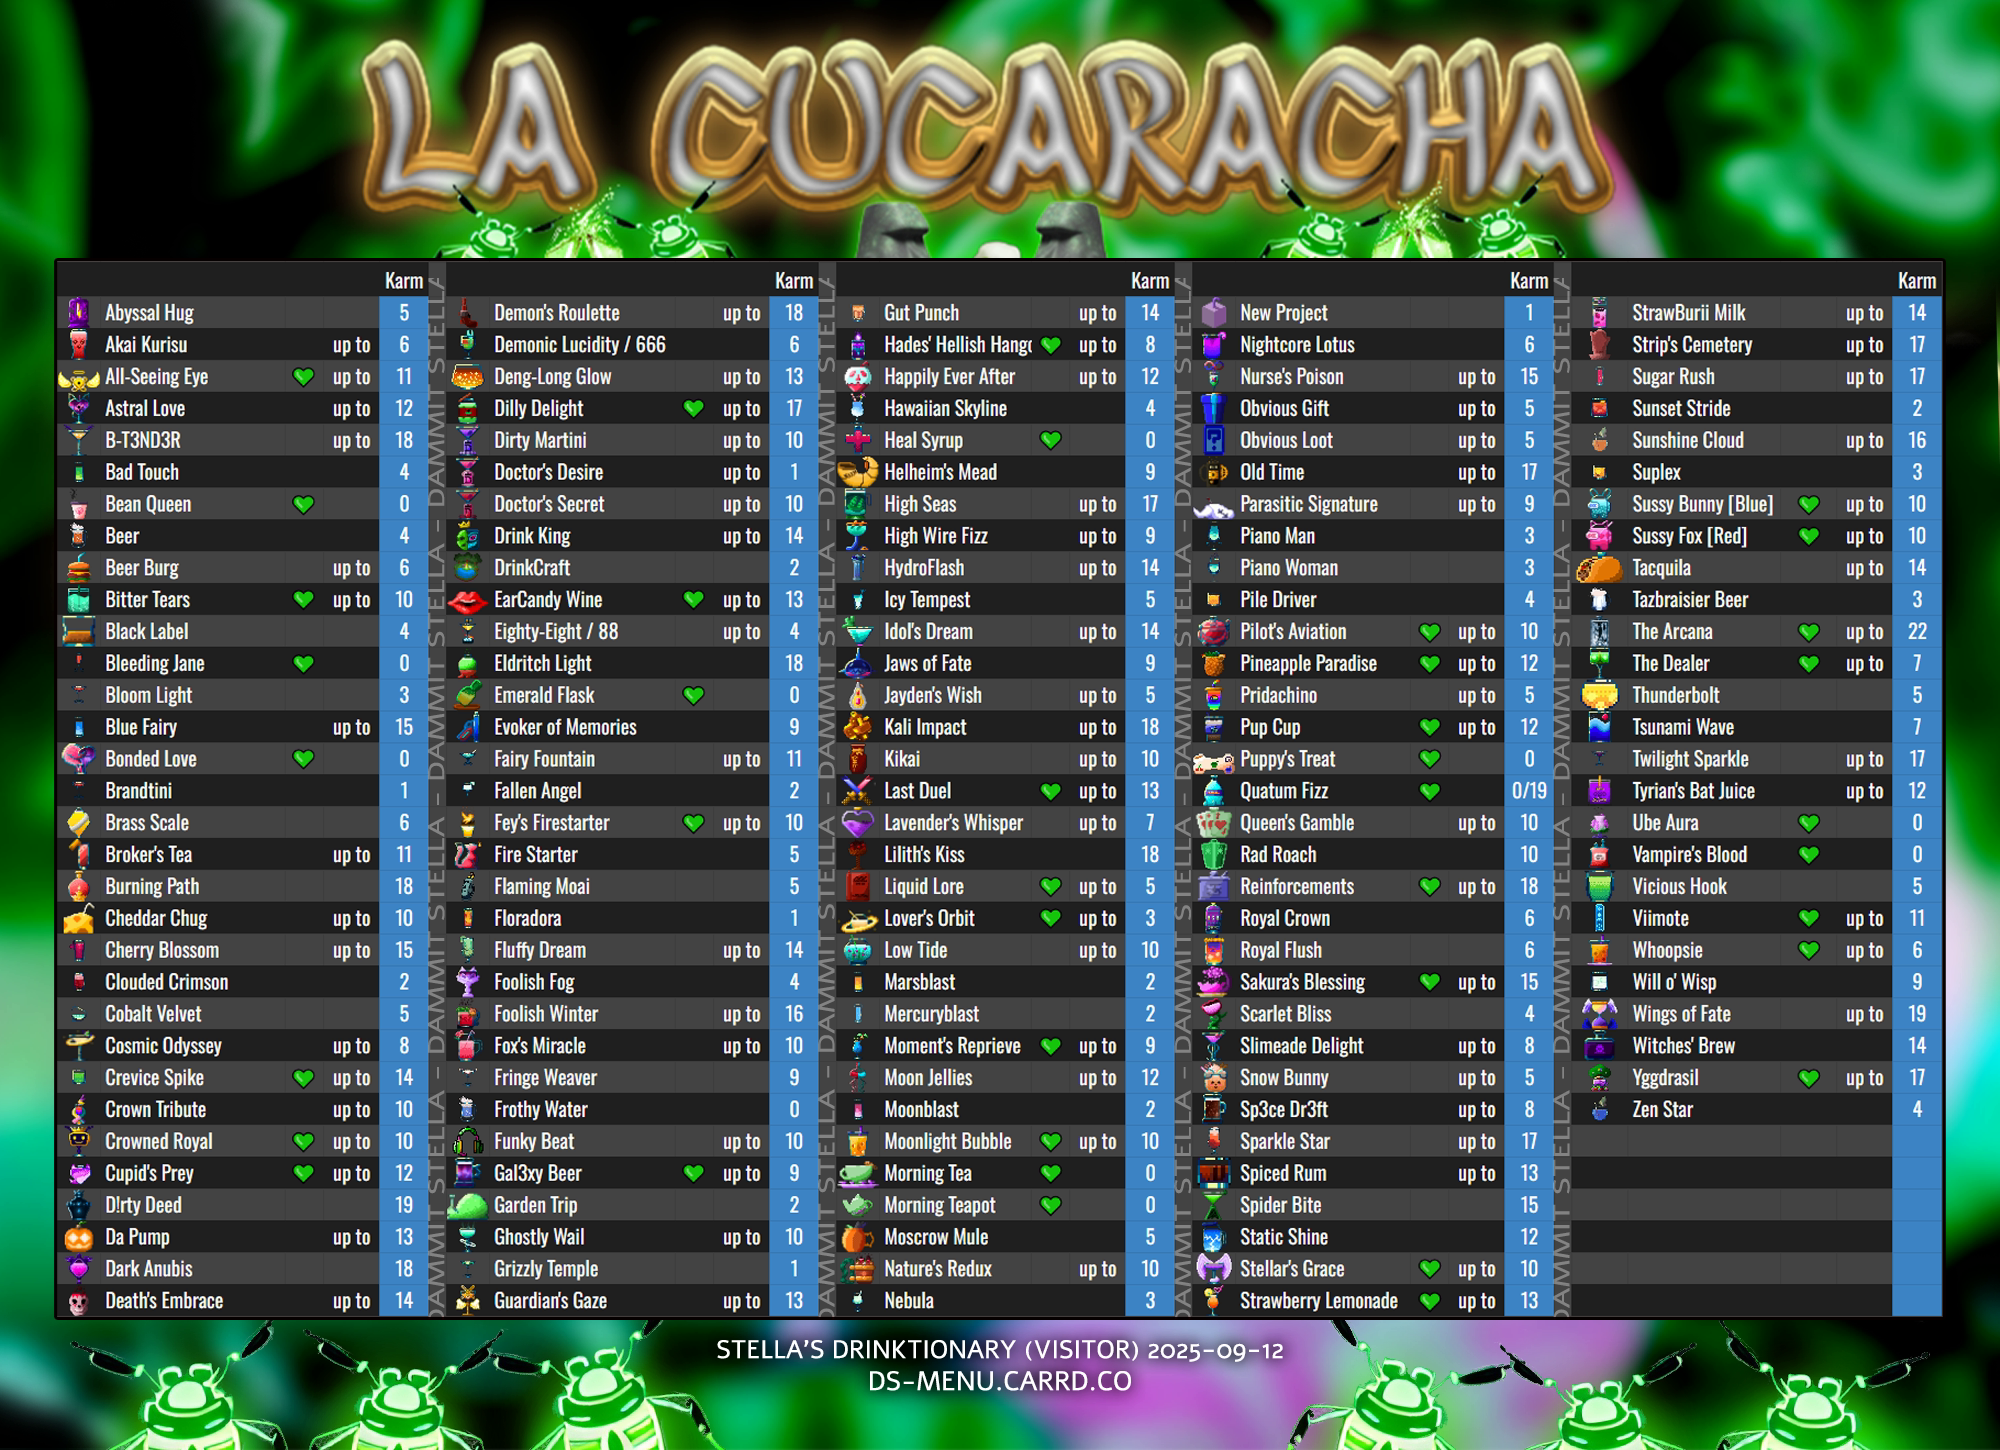 LA CUCARACHA
Karm
Abyssal Hug 5
Akai Kurisu up to 6
All-Seeing Eye up to 11
Astral Love up to 12
B-T3ND3R up to 18
Bad Touch 4
Bean Queen 0
Beer 4
Beer Burg up to 6
Bitter Tears up to 10
Black Label 4
Bleeding Jane 0
Bloom Light 3
Blue Fairy up to 15
Bonded Love 0
Brandtini 1
Brass Scale 6
Broker's Tea up to 11
Burning Path 18
Cheddar Chug up to 10
Cherry Blossom up to 15
Clouded Crimson 2
Cobalt Velvet 5
Cosmic Odyssey up to 8
Crevice Spike up to 14
Crown Tribute up to 10
Crowned Royal up to 10
Cupid's Prey up to 12
D!rty Deed 19
Da Pump up to 13
Dark Anubis 18
Death's Embrace up to 14
STELLA - DAMMIT STELLA - DAMMIT STELLA - DAMMIT STELLA
Karm
Demon's Roulette up to 18
Demonic Lucidity / 666 6
Deng-Long Glow up to 13
Dilly Delight up to 17
Dirty Martini up to 10
Doctor's Desire up to 1
Doctor's Secret up to 10
Drink King up to 14
DrinkCraft 2
EarCandy Wine up to 13
Eighty-Eight / 88 up to 4
Eldritch Light 18
Emerald Flask 0
Evoker of Memories 9
Fairy Fountain up to 11
Fallen Angel 2
Fey's Firestarter up to 10
Fire Starter 5
Flaming Moai 5
Floradora 1
Fluffy Dream up to 14
Foolish Fog 4
Foolish Winter up to 16
Fox's Miracle up to 10
Fringe Weaver 9
Frothy Water 0
Funky Beat up to 10
Gal3xy Beer up to 9
Garden Trip 2
Ghostly Wail up to 10
Grizzly Temple 1
Guardian's Gaze up to 13
Karm
Gut Punch up to 14
Hades' Hellish Hang up to 8
Happily Ever After up to 12
Hawaiian Skyline 4
Heal Syrup 0
Helheim's Mead 9
High Seas up to 17
High Wire Fizz up to 9
HydroFlash up to 14
Icy Tempest 5
Idol's Dream up to 14
Jaws of Fate 9
Jayden's Wish up to 5
Kali Impact up to 18
Kikai up to 10
Last Duel up to 13
Lavender's Whisper up to 7
Lilith's Kiss 18
Liquid Lore up to 5
Lover's Orbit up to 3
Low Tide up to 10
Marsblast 2
Mercuryblast 2
Moment's Reprieve up to 9
Moon Jellies up to 12
Moonblast 2
Moonlight Bubble up to 10
Morning Tea 0
Morning Teapot 0
Moscrow Mule 5
Nature's Redux up to 10
Nebula 3
Karm
New Project 1
Nightcore Lotus 6
Nurse's Poison up to 15
Obvious Gift up to 5
Obvious Loot up to 5
Old Time up to 17
Parasitic Signature up to 9
Piano Man 3
Piano Woman 3
Pile Driver 4
Pilot's Aviation up to 10
Pineapple Paradise up to 12
Pridachino up to 5
Pup Cup up to 12
Puppy's Treat 0
Quatum Fizz 0/19
Queen's Gamble up to 10
Rad Roach 10
Reinforcements up to 18
Royal Crown 6
Royal Flush 6
Sakura's Blessing up to 15
Scarlet Bliss 4
Slimeade Delight up to 8
Snow Bunny up to 5
Sp3ce Dr3ft up to 8
Sparkle Star up to 17
Spiced Rum up to 13
Spider Bite 15
Static Shine 12
Stellar's Grace up to 10
Strawberry Lemonade up to 13
Karm
StrawBurii Milk up to 14
Strip's Cemetery up to 17
Sugar Rush up to 17
Sunset Stride 2
Sunshine Cloud up to 16
Suplex 3
Sussy Bunny [Blue] up to 10
Sussy Fox [Red] up to 10
Tacquila up to 14
Tazbraisier Beer 3
The Arcana up to 22
The Dealer up to 7
Thunderbolt 5
Tsunami Wave 7
Twilight Sparkle up to 17
Tyrian's Bat Juice up to 12
Ube Aura 0
Vampire's Blood 0
Vicious Hook 5
Viimote up to 11
Whoopsie up to 6
Will o' Wisp 9
Wings of Fate up to 19
Witches' Brew 14
Yggdrasil up to 17
Zen Star 4
STELLA'S DRINKTIONARY (VISITOR) 2025-09-12
DS-MENU.CARRD.CO